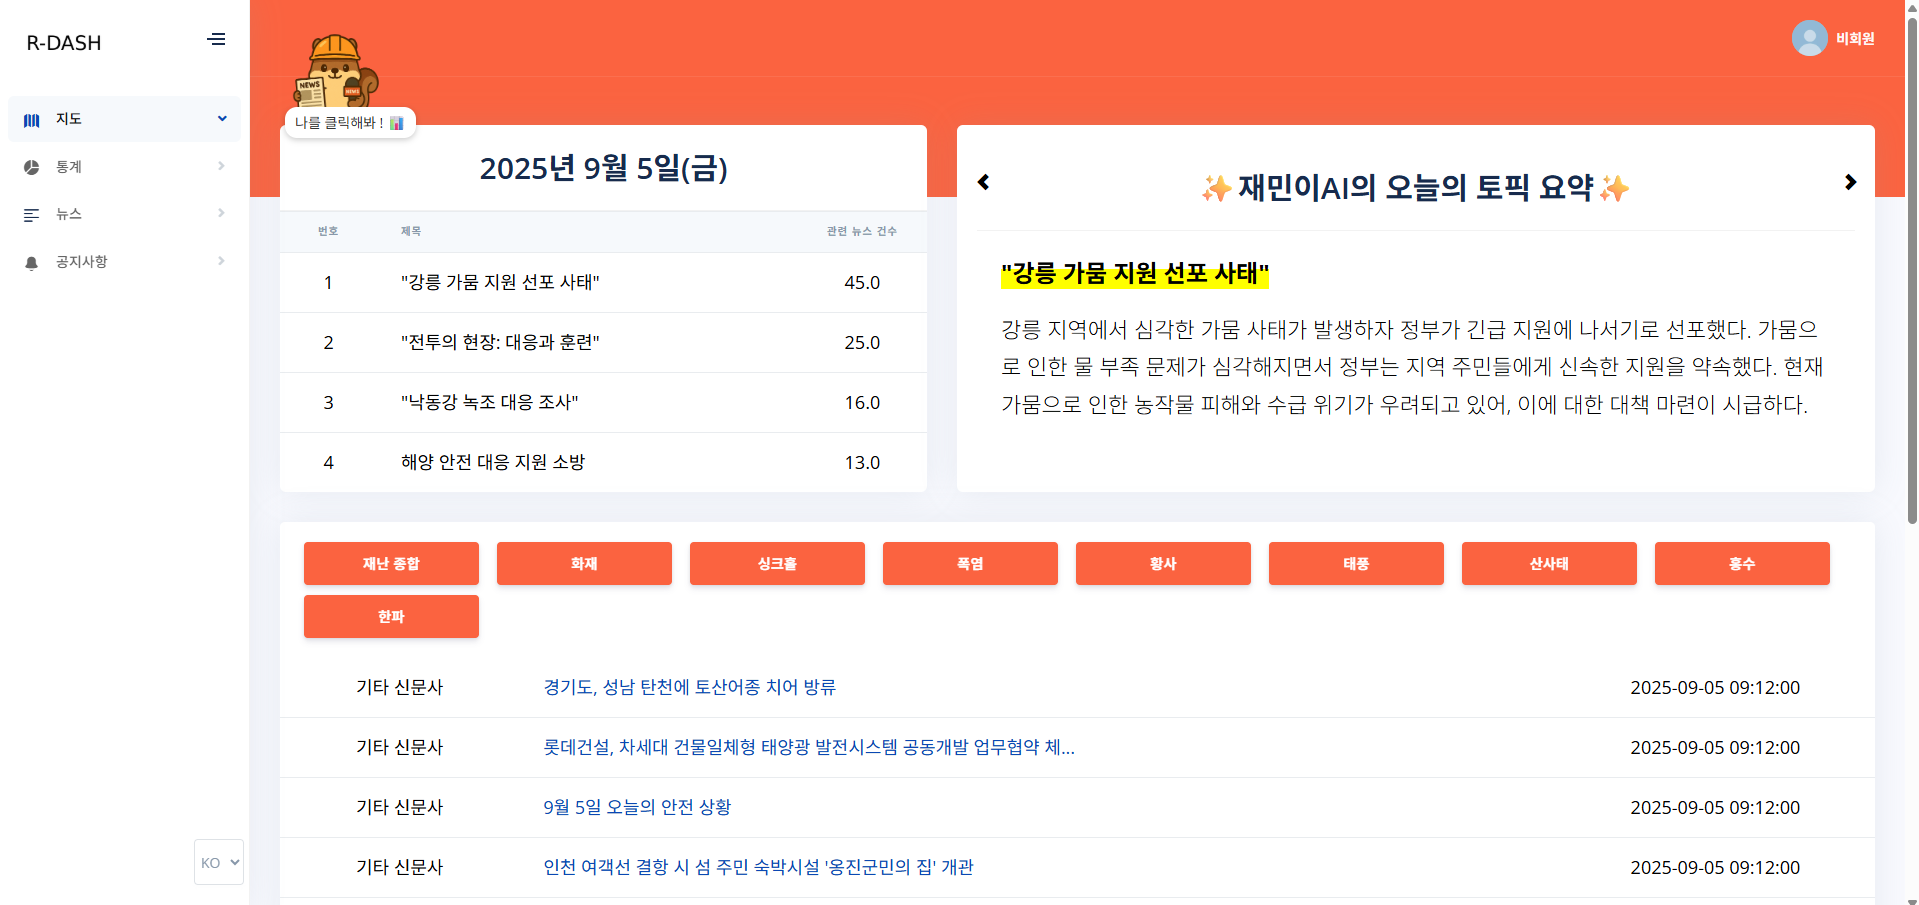 R-DASH
지도
통계
뉴스
공지사항
KO
비회원
NEWS
NEWS
나를 클릭해봐 !
2025년 9월 5일(금)
번호 제목 관련 뉴스 건수
1 "강릉 가뭄 지원 선포 사태" 45.0
2 "전투의 현장: 대응과 훈련" 25.0
3 "낙동강 녹조 대응 조사" 16.0
4 해양 안전 대응 지원 소방 13.0
✨재민이AI의 오늘의 토픽 요약✨
"강릉 가뭄 지원 선포 사태"
강릉 지역에서 심각한 가뭄 사태가 발생하자 정부가 긴급 지원에 나서기로 선포했다. 가뭄으
로 인한 물 부족 문제가 심각해지면서 정부는 지역 주민들에게 신속한 지원을 약속했다. 현재
가뭄으로 인한 농작물 피해와 수급 위기가 우려되고 있어, 이에 대한 대책 마련이 시급하다.
재난 종합 화재 싱크홀 폭염 황사 태풍 산사태 홍수
한파
기타 신문사 경기도, 성남 탄천에 토산어종 치어 방류 2025-09-05 09:12:00
기타 신문사 롯데건설, 차세대 건물일체형 태양광 발전시스템 공동개발 업무협약 체... 2025-09-05 09:12:00
기타 신문사 9월 5일 오늘의 안전 상황 2025-09-05 09:12:00
기타 신문사 인천 여객선 결항 시 섬 주민 숙박시설 '옹진군민의 집' 개관 2025-09-05 09:12:00